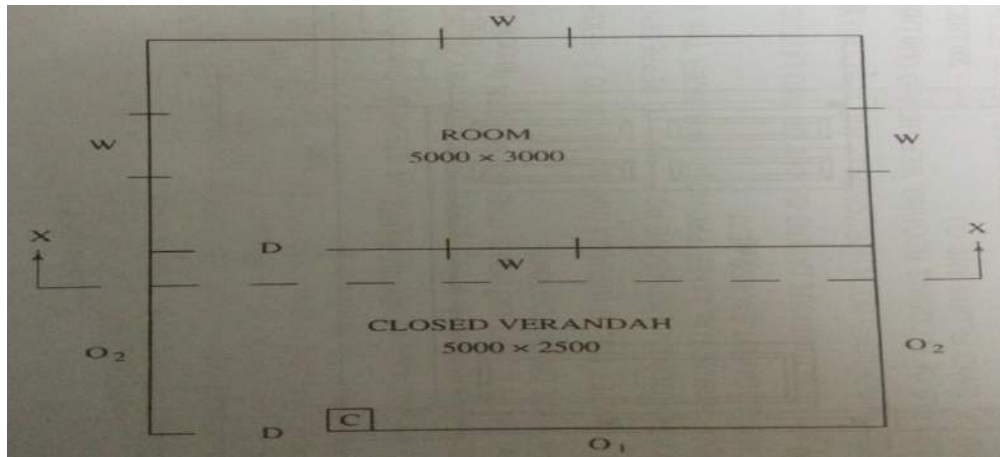 W
W
ROOM
5000 × 3000
W
X
D
W
X
O₂
CLOSED VERANDAH
5000 × 2500
O₂
D
C
O₁